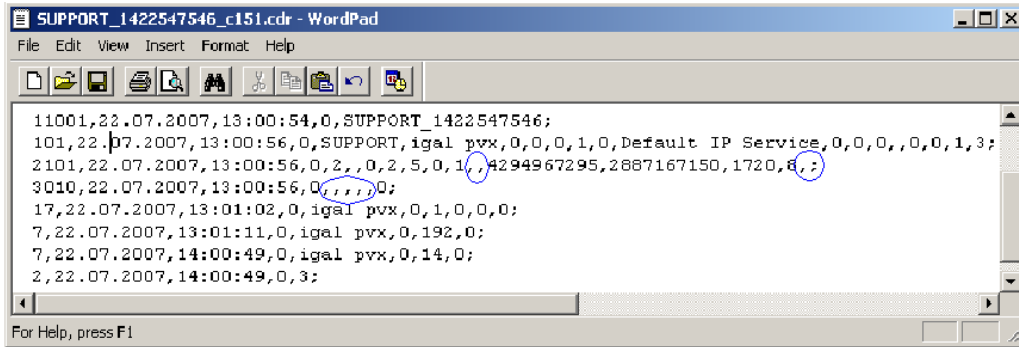 SUPPORT_1422547546_c151.cdr - WordPad
File Edit View Insert Format Help
11001,22.07.2007,13:00:54,0,SUPPORT_1422547546;
101,22.07.2007,13:00:56,0,SUPPORT,igal pvx,0,0,0,1,0,Default IP Service,0,0,0,,0,0,1,3;
2101,22.07.2007,13:00:56,0,2,,0,2,5,0,1,,4294967295,2887167150,1720,8,,;
3010,22.07.2007,13:00:56,0,,,,,0;
17,22.07.2007,13:01:02,0,igal pvx,0,1,0,0,0;
7,22.07.2007,13:01:11,0,igal pvx,0,192,0;
7,22.07.2007,14:00:49,0,igal pvx,0,14,0;
2,22.07.2007,14:00:49,0,3;
For Help, press F1